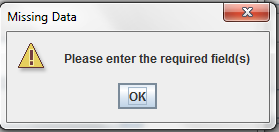 Missing Data
Please enter the required field(s)
OK